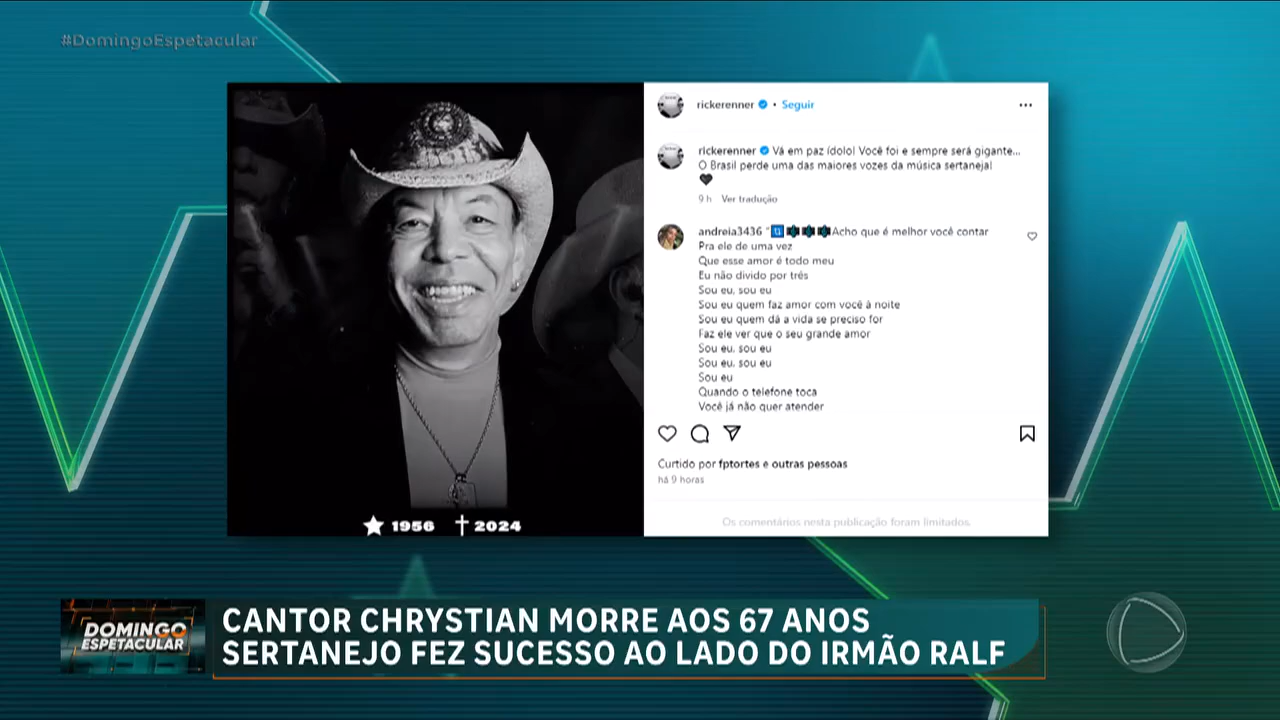 #DomingoEspetacular
rickerenner • Seguir
rickerenner Vá em paz ídolo! Você foi e sempre será gigante...
O Brasil perde uma das maiores vozes da música sertaneja!
🖤
9 h Ver tradução
andreia3436 Acho que é melhor você contar
Pra ele de uma vez
Que esse amor é todo meu
Eu não divido por três
Sou eu, sou eu
Sou eu quem faz amor com você à noite
Sou eu quem dá a vida se preciso for
Faz ele ver que o seu grande amor
Sou eu, sou eu
Sou eu, sou eu
Sou eu
Quando o telefone toca
Você já não quer atender
Curtido por fptortes e outras pessoas
há 9 horas
Os comentários nesta publicação foram limitados
1956 2024
DOMINGO
ESPETACULAR
CANTOR CHRYSTIAN MORRE AOS 67 ANOS
SERTANEJO FEZ SUCESSO AO LADO DO IRMÃO RALF